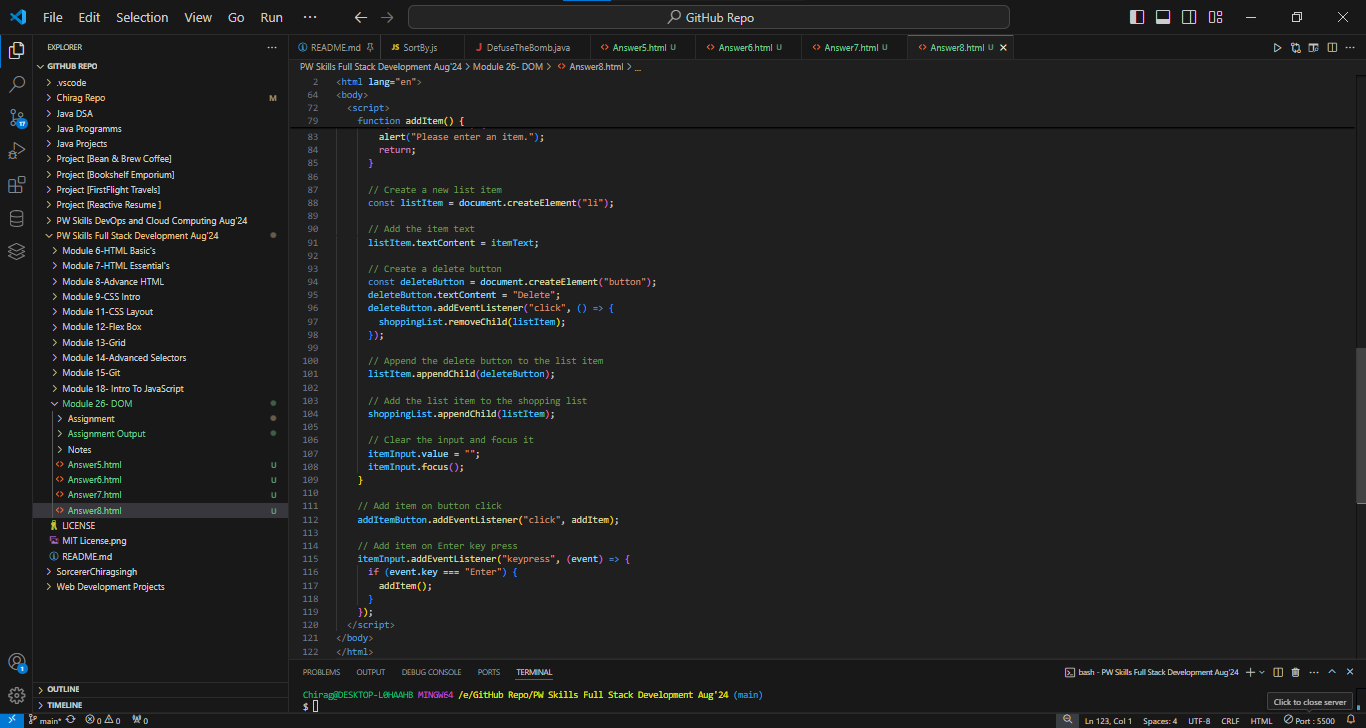 File Edit Selection View Go Run ··· GitHub Repo
EXPLORER ···
GITHUB REPO
.vscode
Chirag Repo M
Java DSA
Java Programms
Java Projects
Project [Bean & Brew Coffee]
Project [Bookshelf Emporium]
Project [FirstFlight Travels]
Project [Reactive Resume ]
PW Skills DevOps and Cloud Computing Aug'24
PW Skills Full Stack Development Aug'24
Module 6-HTML Basic's
Module 7-HTML Essential's
Module 8-Advance HTML
Module 9-CSS Intro
Module 11-CSS Layout
Module 12-Flex Box
Module 13-Grid
Module 14-Advanced Selectors
Module 15-Git
Module 18- Intro To JavaScript
Module 26- DOM
Assignment
Assignment Output
Notes
Answer5.html U
Answer6.html U
Answer7.html U
Answer8.html U
LICENSE
MIT License.png
README.md
SorcererChiragsingh
Web Development Projects
OUTLINE
TIMELINE
17
1
README.md JS SortBy.js J DefuseTheBomb.java Answer5.html U Answer6.html U Answer7.html U Answer8.html U
PW Skills Full Stack Development Aug'24 > Module 26- DOM > Answer8.html > ...
2 <html lang="en">
64 <body>
72 <script>
79 function addItem() {
83 alert("Please enter an item.");
84 return;
85 }
86
87 // Create a new list item
88 const listItem = document.createElement("li");
89
90 // Add the item text
91 listItem.textContent = itemText;
92
93 // Create a delete button
94 const deleteButton = document.createElement("button");
95 deleteButton.textContent = "Delete";
96 deleteButton.addEventListener("click", () => {
97 shoppingList.removeChild(listItem);
98 });
99
100 // Append the delete button to the list item
101 listItem.appendChild(deleteButton);
102
103 // Add the list item to the shopping list
104 shoppingList.appendChild(listItem);
105
106 // Clear the input and focus it
107 itemInput.value = "";
108 itemInput.focus();
109 }
110
111 // Add item on button click
112 addItemButton.addEventListener("click", addItem);
113
114 // Add item on Enter key press
115 itemInput.addEventListener("keypress", (event) => {
116 if (event.key === "Enter") {
117 addItem();
118 }
119 });
120 </script>
121 </body>
122 </html>
PROBLEMS OUTPUT DEBUG CONSOLE PORTS TERMINAL bash - PW Skills Full Stack Development Aug'24
Chirag@DESKTOP-L0HAAHB MINGW64 /e/GitHub Repo/PW Skills Full Stack Development Aug'24 (main)
$
Click to close server
main* 0 0 0 Ln 123, Col 1 Spaces: 4 UTF-8 CRLF HTML Port : 5500